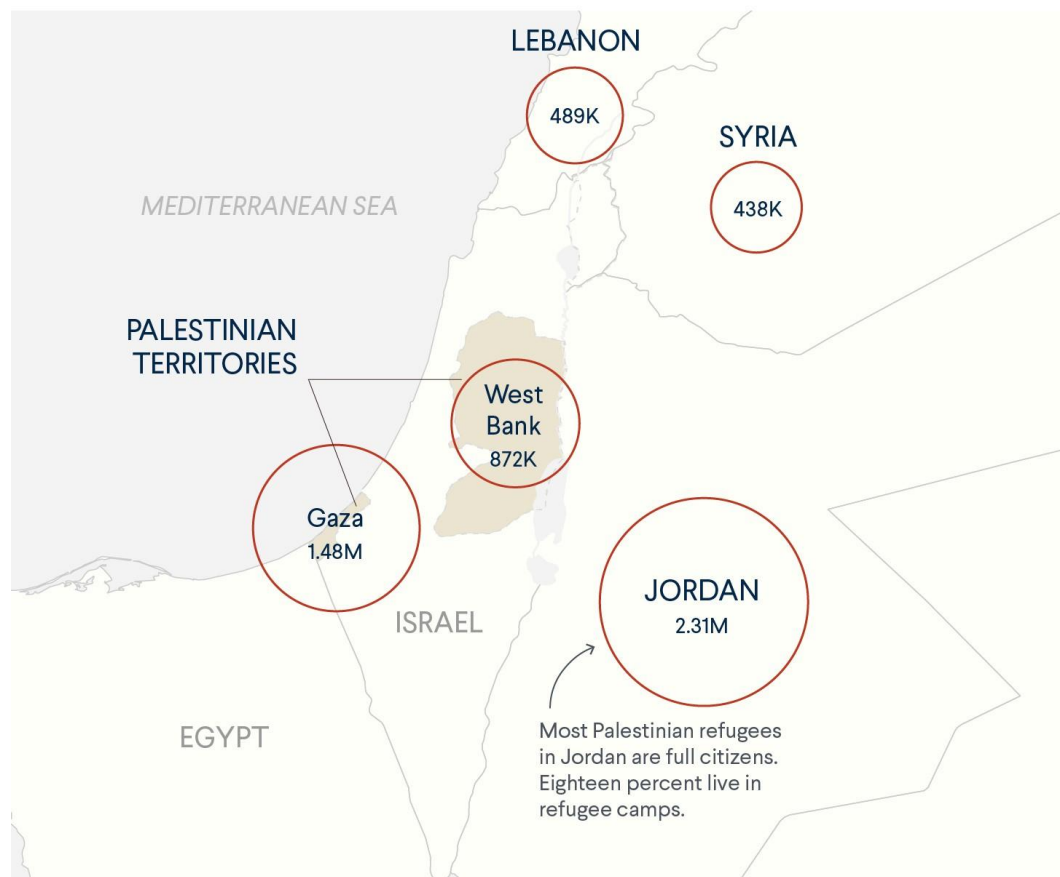 LEBANON
489K
SYRIA
438K
MEDITERRANEAN SEA
PALESTINIAN
TERRITORIES
West
Bank
872K
Gaza
1.48M
JORDAN
2.31M
ISRAEL
EGYPT
Most Palestinian refugees
in Jordan are full citizens.
Eighteen percent live in
refugee camps.